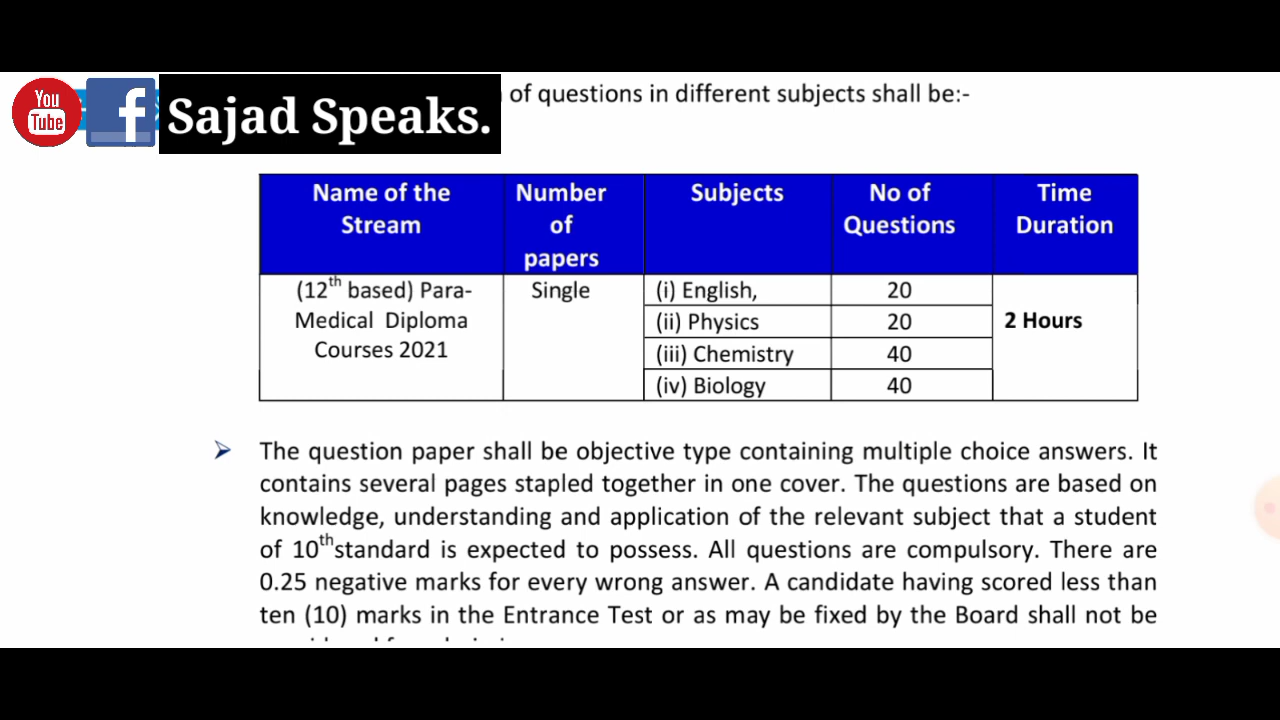 You
Tube
f
Sajad Speaks.
of questions in different subjects shall be:-
Name of the Stream
Number of papers
Subjects
No of Questions
Time Duration
(12th based) Para-
Medical Diploma
Courses 2021
Single
(i) English,
20
(ii) Physics
20
(iii) Chemistry
40
(iv) Biology
40
2 Hours
➢ The question paper shall be objective type containing multiple choice answers. It
contains several pages stapled together in one cover. The questions are based on
knowledge, understanding and application of the relevant subject that a student
of 10th standard is expected to possess. All questions are compulsory. There are
0.25 negative marks for every wrong answer. A candidate having scored less than
ten (10) marks in the Entrance Test or as may be fixed by the Board shall not be